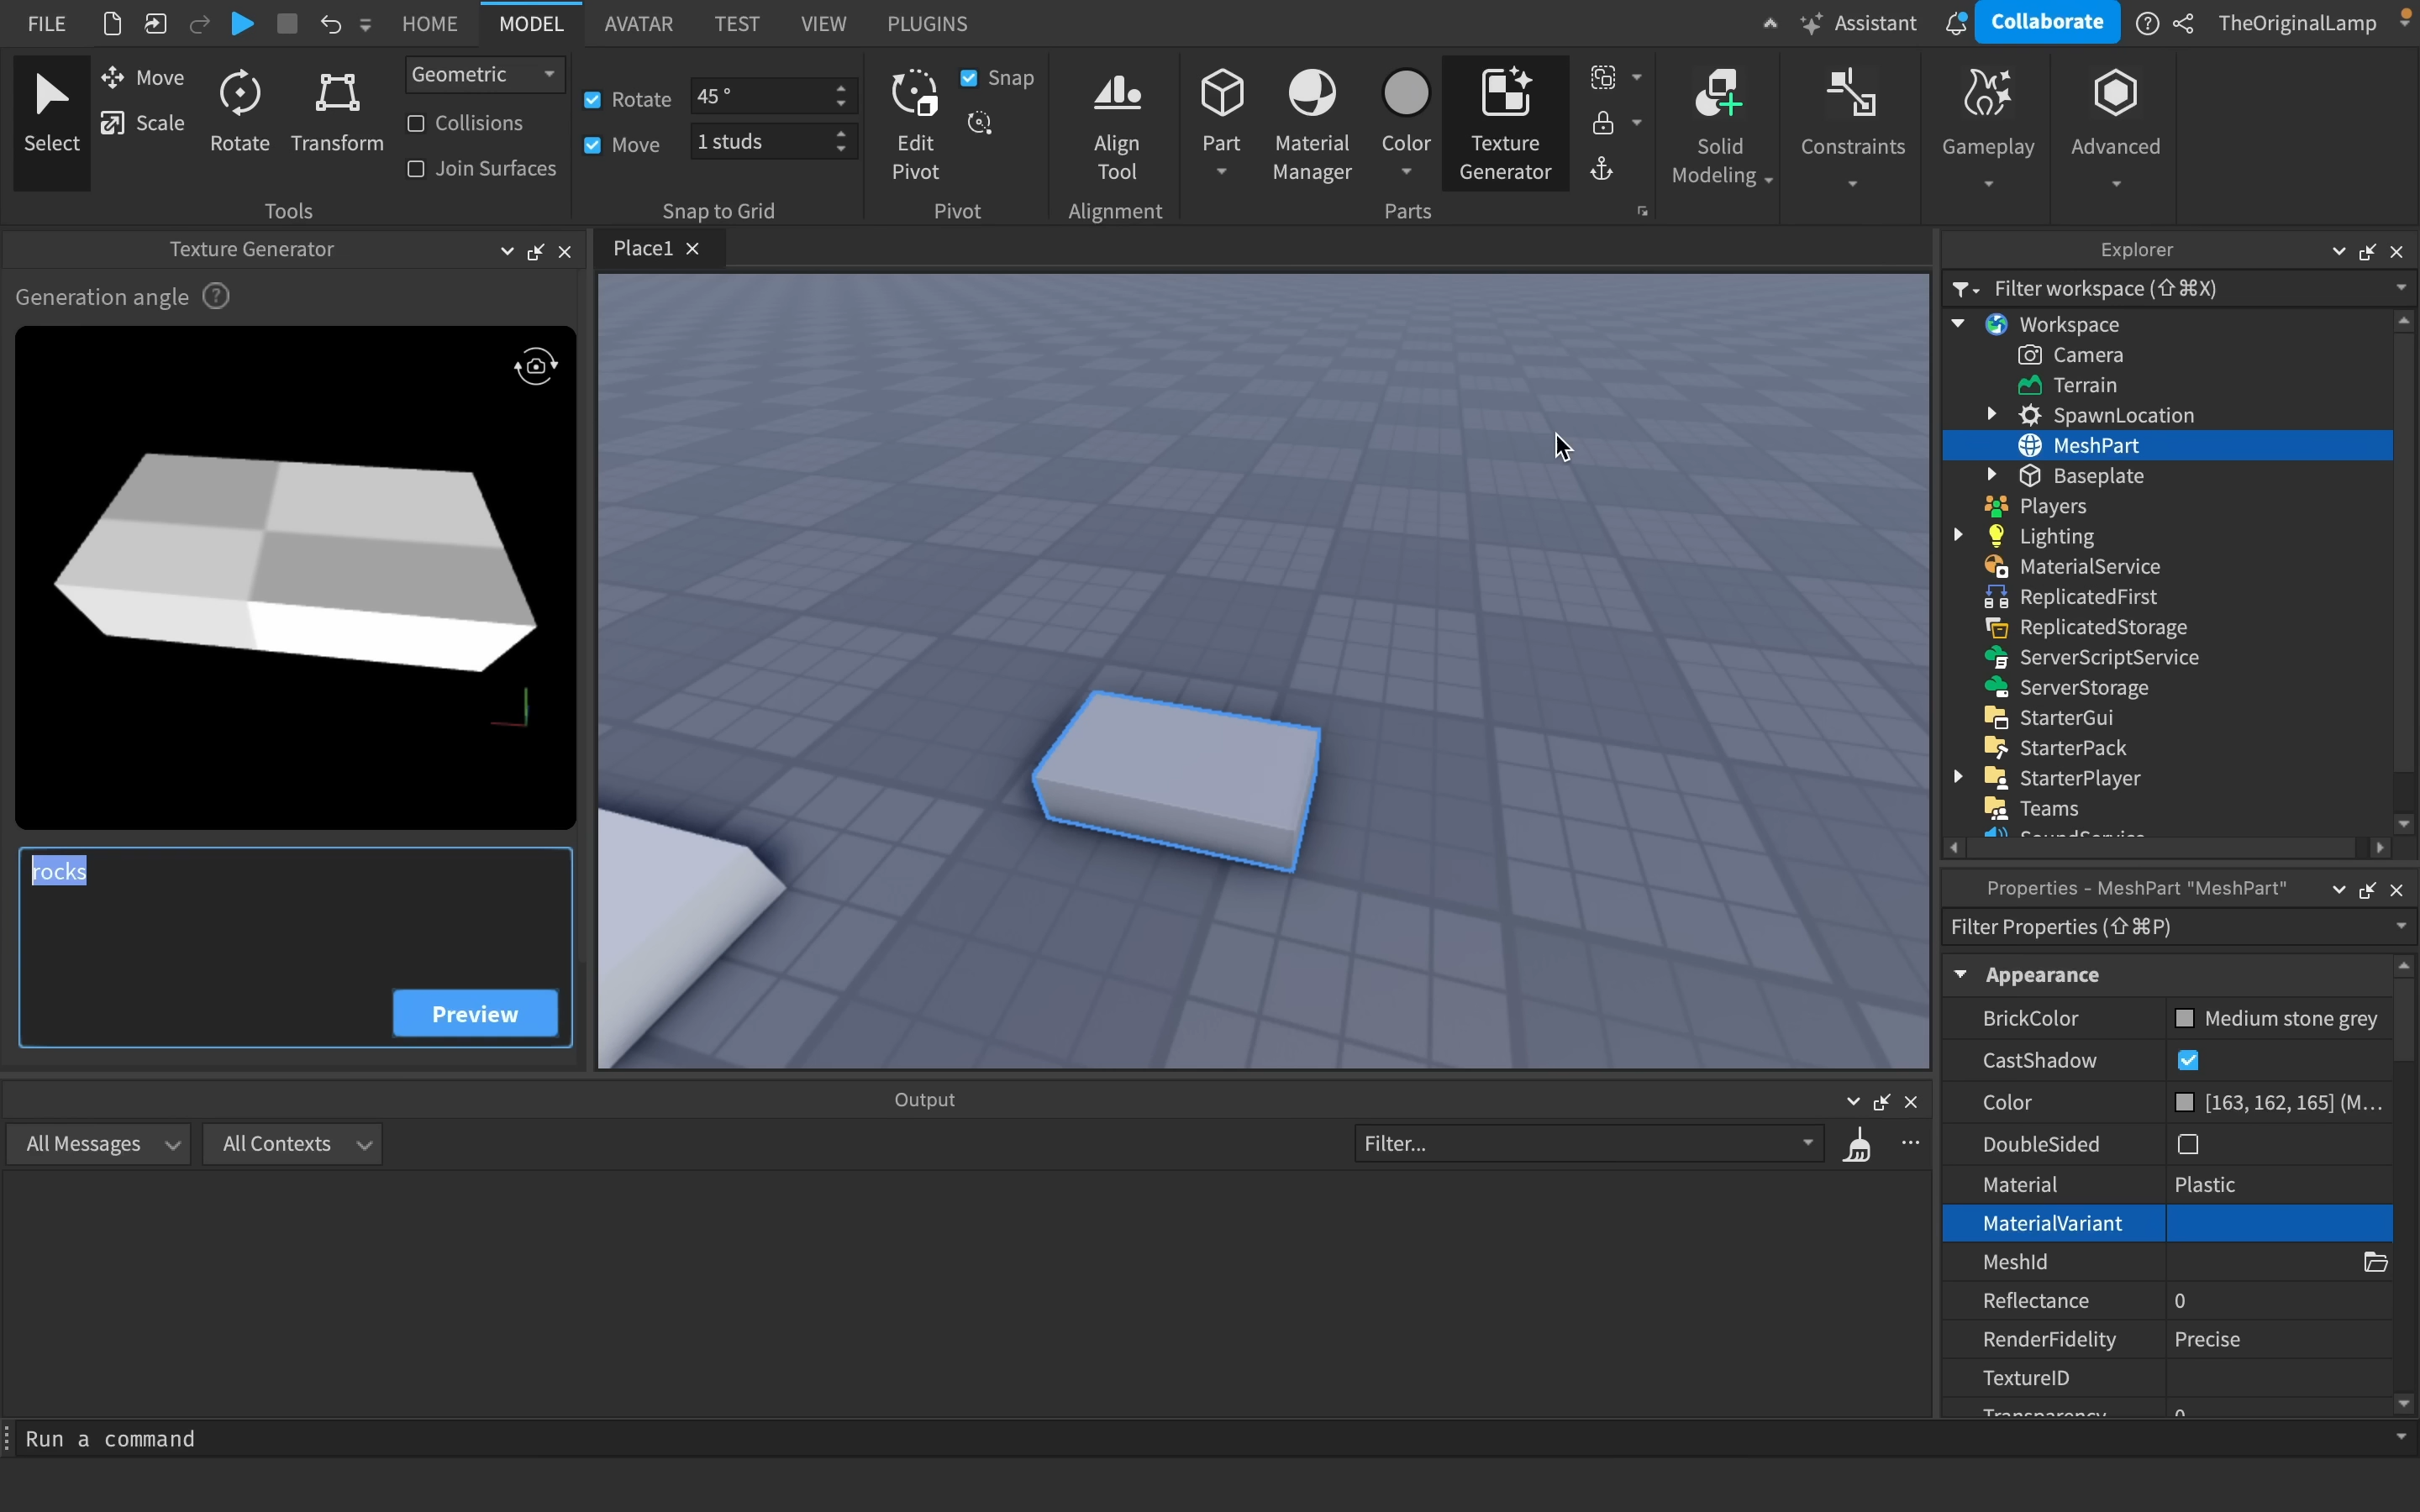 FILE
HOME
MODEL
AVATAR
TEST
VIEW
PLUGINS
Assistant
Collaborate
TheOriginalLamp
Select
Move
Scale
Rotate
Transform
Geometric
Collisions
Join Surfaces
Tools
Rotate
45 °
Move
1 studs
Snap to Grid
Edit
Pivot
Snap
Pivot
Align
Tool
Alignment
Part
Material
Manager
Color
Texture
Generator
Parts
Solid
Modeling
Constraints
Gameplay
Advanced
Texture Generator
Generation angle
rocks
Preview
Place1
Explorer
Filter workspace (⇧⌘X)
Workspace
Camera
Terrain
SpawnLocation
MeshPart
Baseplate
Players
Lighting
MaterialService
ReplicatedFirst
ReplicatedStorage
ServerScriptService
ServerStorage
StarterGui
StarterPack
StarterPlayer
Teams
SoundService
Properties - MeshPart "MeshPart"
Filter Properties (⇧⌘P)
Appearance
BrickColor Medium stone grey
CastShadow
Color [163, 162, 165] (M...
DoubleSided
Material Plastic
MaterialVariant
MeshId
Reflectance 0
RenderFidelity Precise
TextureID
Transparency 0
Output
All Messages
All Contexts
Filter...
Run a command